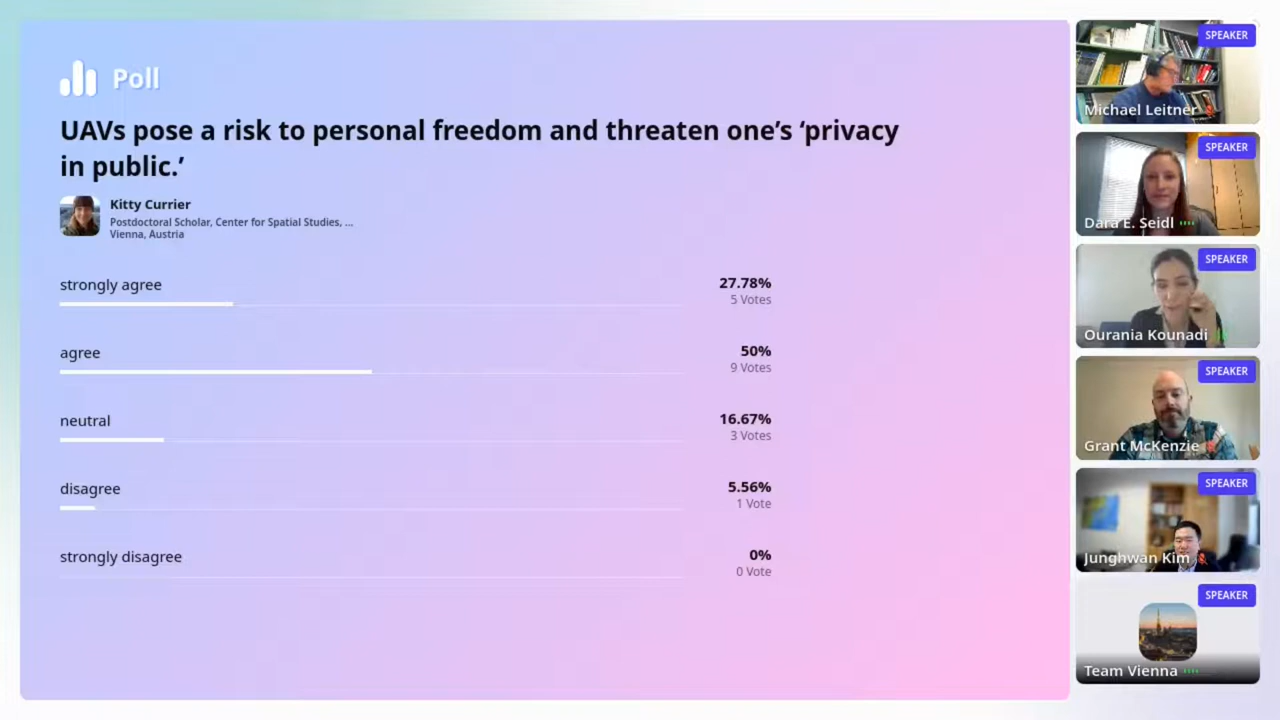 Poll
UAVs pose a risk to personal freedom and threaten one’s ‘privacy
in public.’
Kitty Currier
Postdoctoral Scholar, Center for Spatial Studies, ...
Vienna, Austria
strongly agree
27.78%
5 Votes
agree
50%
9 Votes
neutral
16.67%
3 Votes
disagree
5.56%
1 Vote
strongly disagree
0%
0 Vote
SPEAKER
Michael Leitner
SPEAKER
Dara E. Seidl
SPEAKER
Ourania Kounadi
SPEAKER
Grant McKenzie
SPEAKER
Junghwan Kim
SPEAKER
Team Vienna